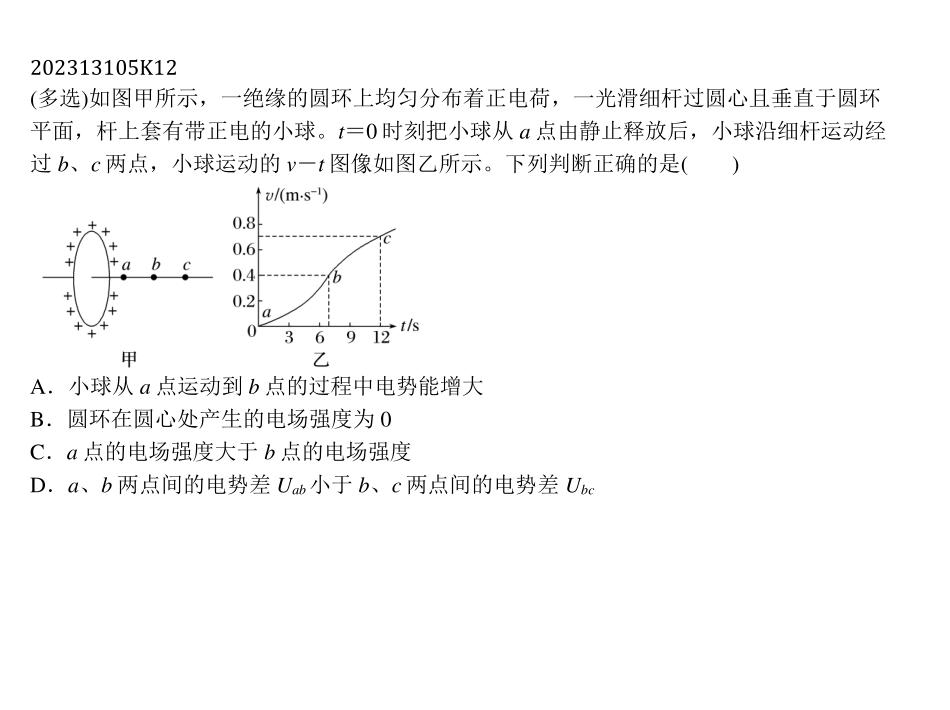 202313105K12
(多选)如图甲所示，一绝缘的圆环上均匀分布着正电荷，一光滑细杆过圆心且垂直于圆环
平面，杆上套有带正电的小球。t＝0 时刻把小球从 a 点由静止释放后，小球沿细杆运动经
过 b、c 两点，小球运动的 v－t 图像如图乙所示。下列判断正确的是(　　)
+ + +
+ +
+ +
a b c
+ +
+ +
+ + +
甲
v/(m·s⁻¹)
0.8
0.6
0.4
0.2
0
a
b
c
3 6 9 12 t/s
乙
A．小球从 a 点运动到 b 点的过程中电势能增大
B．圆环在圆心处产生的电场强度为 0
C．a 点的电场强度大于 b 点的电场强度
D．a、b 两点间的电势差 Uab 小于 b、c 两点间的电势差 Ubc